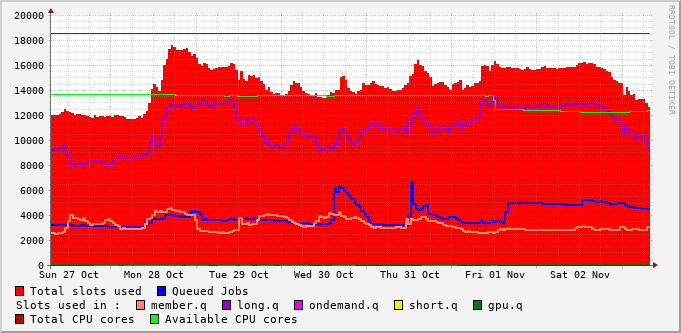 20000
18000
16000
14000
12000
10000
8000
6000
4000
2000
0
Sun 27 Oct Mon 28 Oct Tue 29 Oct Wed 30 Oct Thu 31 Oct Fri 01 Nov Sat 02 Nov
RRDTOOL / TOBI OETIKER
Total slots used Queued Jobs
Slots used in : member.q long.q ondemand.q short.q gpu.q
Total CPU cores Available CPU cores